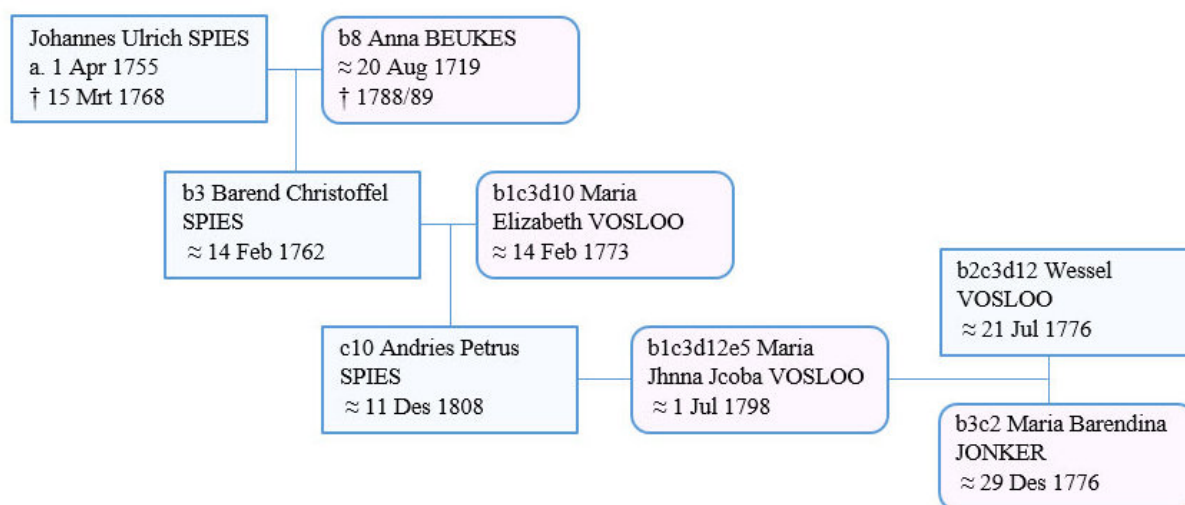 Johannes Ulrich SPIES
a. 1 Apr 1755
† 15 Mrt 1768
b8 Anna BEUKES
≈ 20 Aug 1719
† 1788/89
b3 Barend Christoffel
SPIES
≈ 14 Feb 1762
b1c3d10 Maria
Elizabeth VOSLOO
≈ 14 Feb 1773
b2c3d12 Wessel
VOSLOO
≈ 21 Jul 1776
c10 Andries Petrus
SPIES
≈ 11 Des 1808
b1c3d12e5 Maria
Jhnna Jcoba VOSLOO
≈ 1 Jul 1798
b3c2 Maria Barendina
JONKER
≈ 29 Des 1776